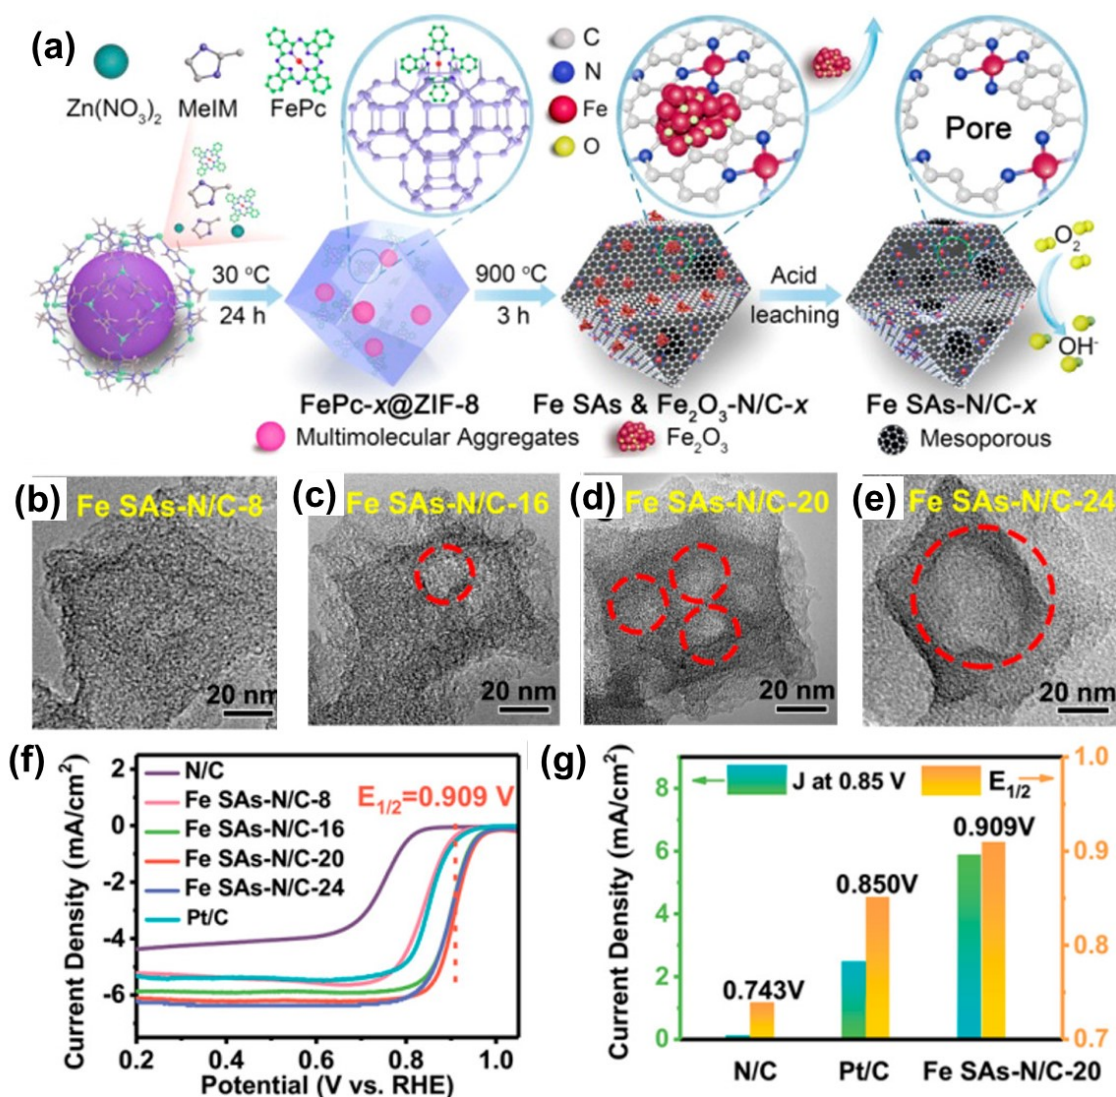 (a)
Zn(NO3)2 MeIM FePc
C
N
Fe
O
Pore
O2
OH-
30 °C
24 h
900 °C
3 h
Acid
leaching
FePc-x@ZIF-8
Fe SAs & Fe2O3-N/C-x
Fe SAs-N/C-x
Multimolecular Aggregates
Fe2O3
Mesoporous
(b)
Fe SAs-N/C-8
20 nm
(c)
Fe SAs-N/C-16
20 nm
(d)
Fe SAs-N/C-20
20 nm
(e)
Fe SAs-N/C-24
20 nm
(f)
Current Density (mA/cm2)
2
0
-2
-4
-6
N/C
Fe SAs-N/C-8
Fe SAs-N/C-16
Fe SAs-N/C-20
Fe SAs-N/C-24
Pt/C
E1/2=0.909 V
0.2 0.4 0.6 0.8 1.0
Potential (V vs. RHE)
(g)
Current Density (mA/cm2)
8
6
4
2
0
J at 0.85 V
E1/2
0.743V
0.850V
0.909V
1.0
0.9
0.8
0.7
N/C Pt/C Fe SAs-N/C-20